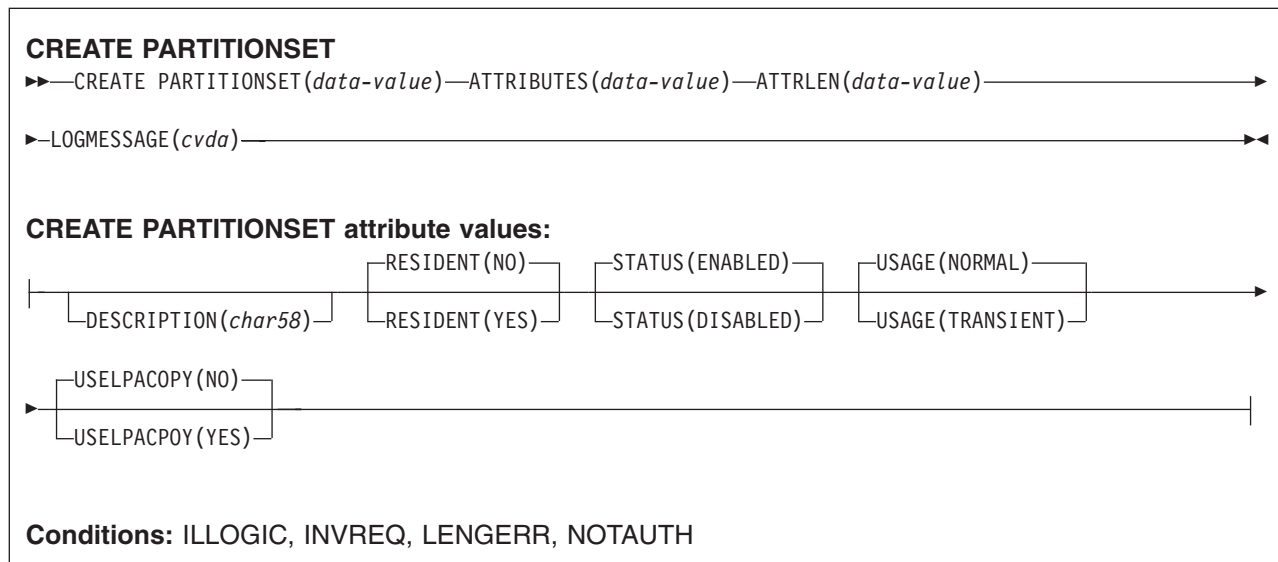 CREATE PARTITIONSET
CREATE PARTITIONSET(data-value) ATTRIBUTES(data-value) ATTRLEN(data-value)
LOGMESSAGE(cvda)
CREATE PARTITIONSET attribute values:
RESIDENT(NO) STATUS(ENABLED) USAGE(NORMAL)
DESCRIPTION(char58) RESIDENT(YES) STATUS(DISABLED) USAGE(TRANSIENT)
USELPACOPY(NO)
USELPACPOY(YES)
Conditions: ILLOGIC, INVREQ, LENGERR, NOTAUTH